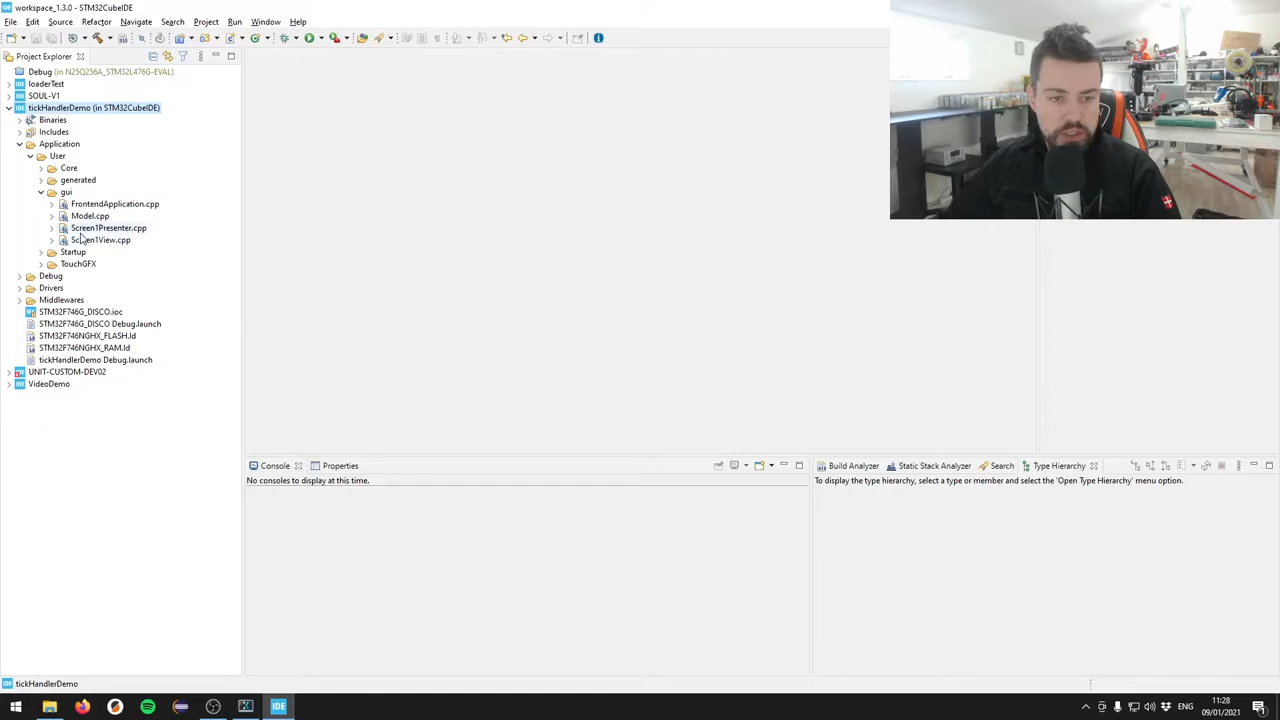 workspace_1.3.0 - STM32CubeIDE
File Edit Source Refactor Navigate Search Project Run Window Help
Project Explorer
Debug (in N25Q256A_STM32L476G-EVAL)
loaderTest
SOUL-V1
tickHandlerDemo (in STM32CubeIDE)
Binaries
Includes
Application
User
Core
generated
gui
FrontendApplication.cpp
Model.cpp
Screen1Presenter.cpp
Screen1View.cpp
Startup
TouchGFX
Debug
Drivers
Middlewares
STM32F746G_DISCO.ioc
STM32F746G_DISCO Debug.launch
STM32F746NGHX_FLASH.ld
STM32F746NGHX_RAM.ld
tickHandlerDemo Debug.launch
UNIT-CUSTOM-DEV02
VideoDemo
Console Properties
No consoles to display at this time.
Build Analyzer Static Stack Analyzer Search Type Hierarchy
To display the type hierarchy, select a type or member and select the 'Open Type Hierarchy' menu option.
tickHandlerDemo
IDE
ENG
11:28
09/01/2021